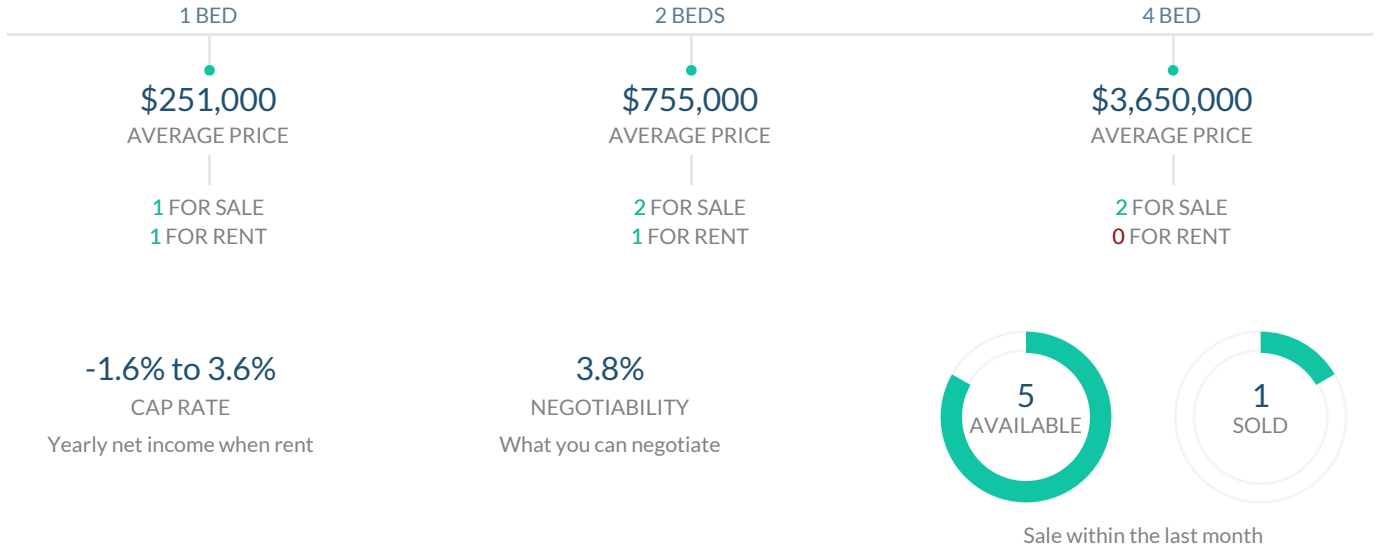 1 BED
2 BEDS
4 BED
$251,000
$755,000
$3,650,000
AVERAGE PRICE
AVERAGE PRICE
AVERAGE PRICE
1 FOR SALE
2 FOR SALE
2 FOR SALE
1 FOR RENT
1 FOR RENT
0 FOR RENT
-1.6% to 3.6%
CAP RATE
Yearly net income when rent
3.8%
NEGOTIABILITY
What you can negotiate
5
AVAILABLE
1
SOLD
Sale within the last month